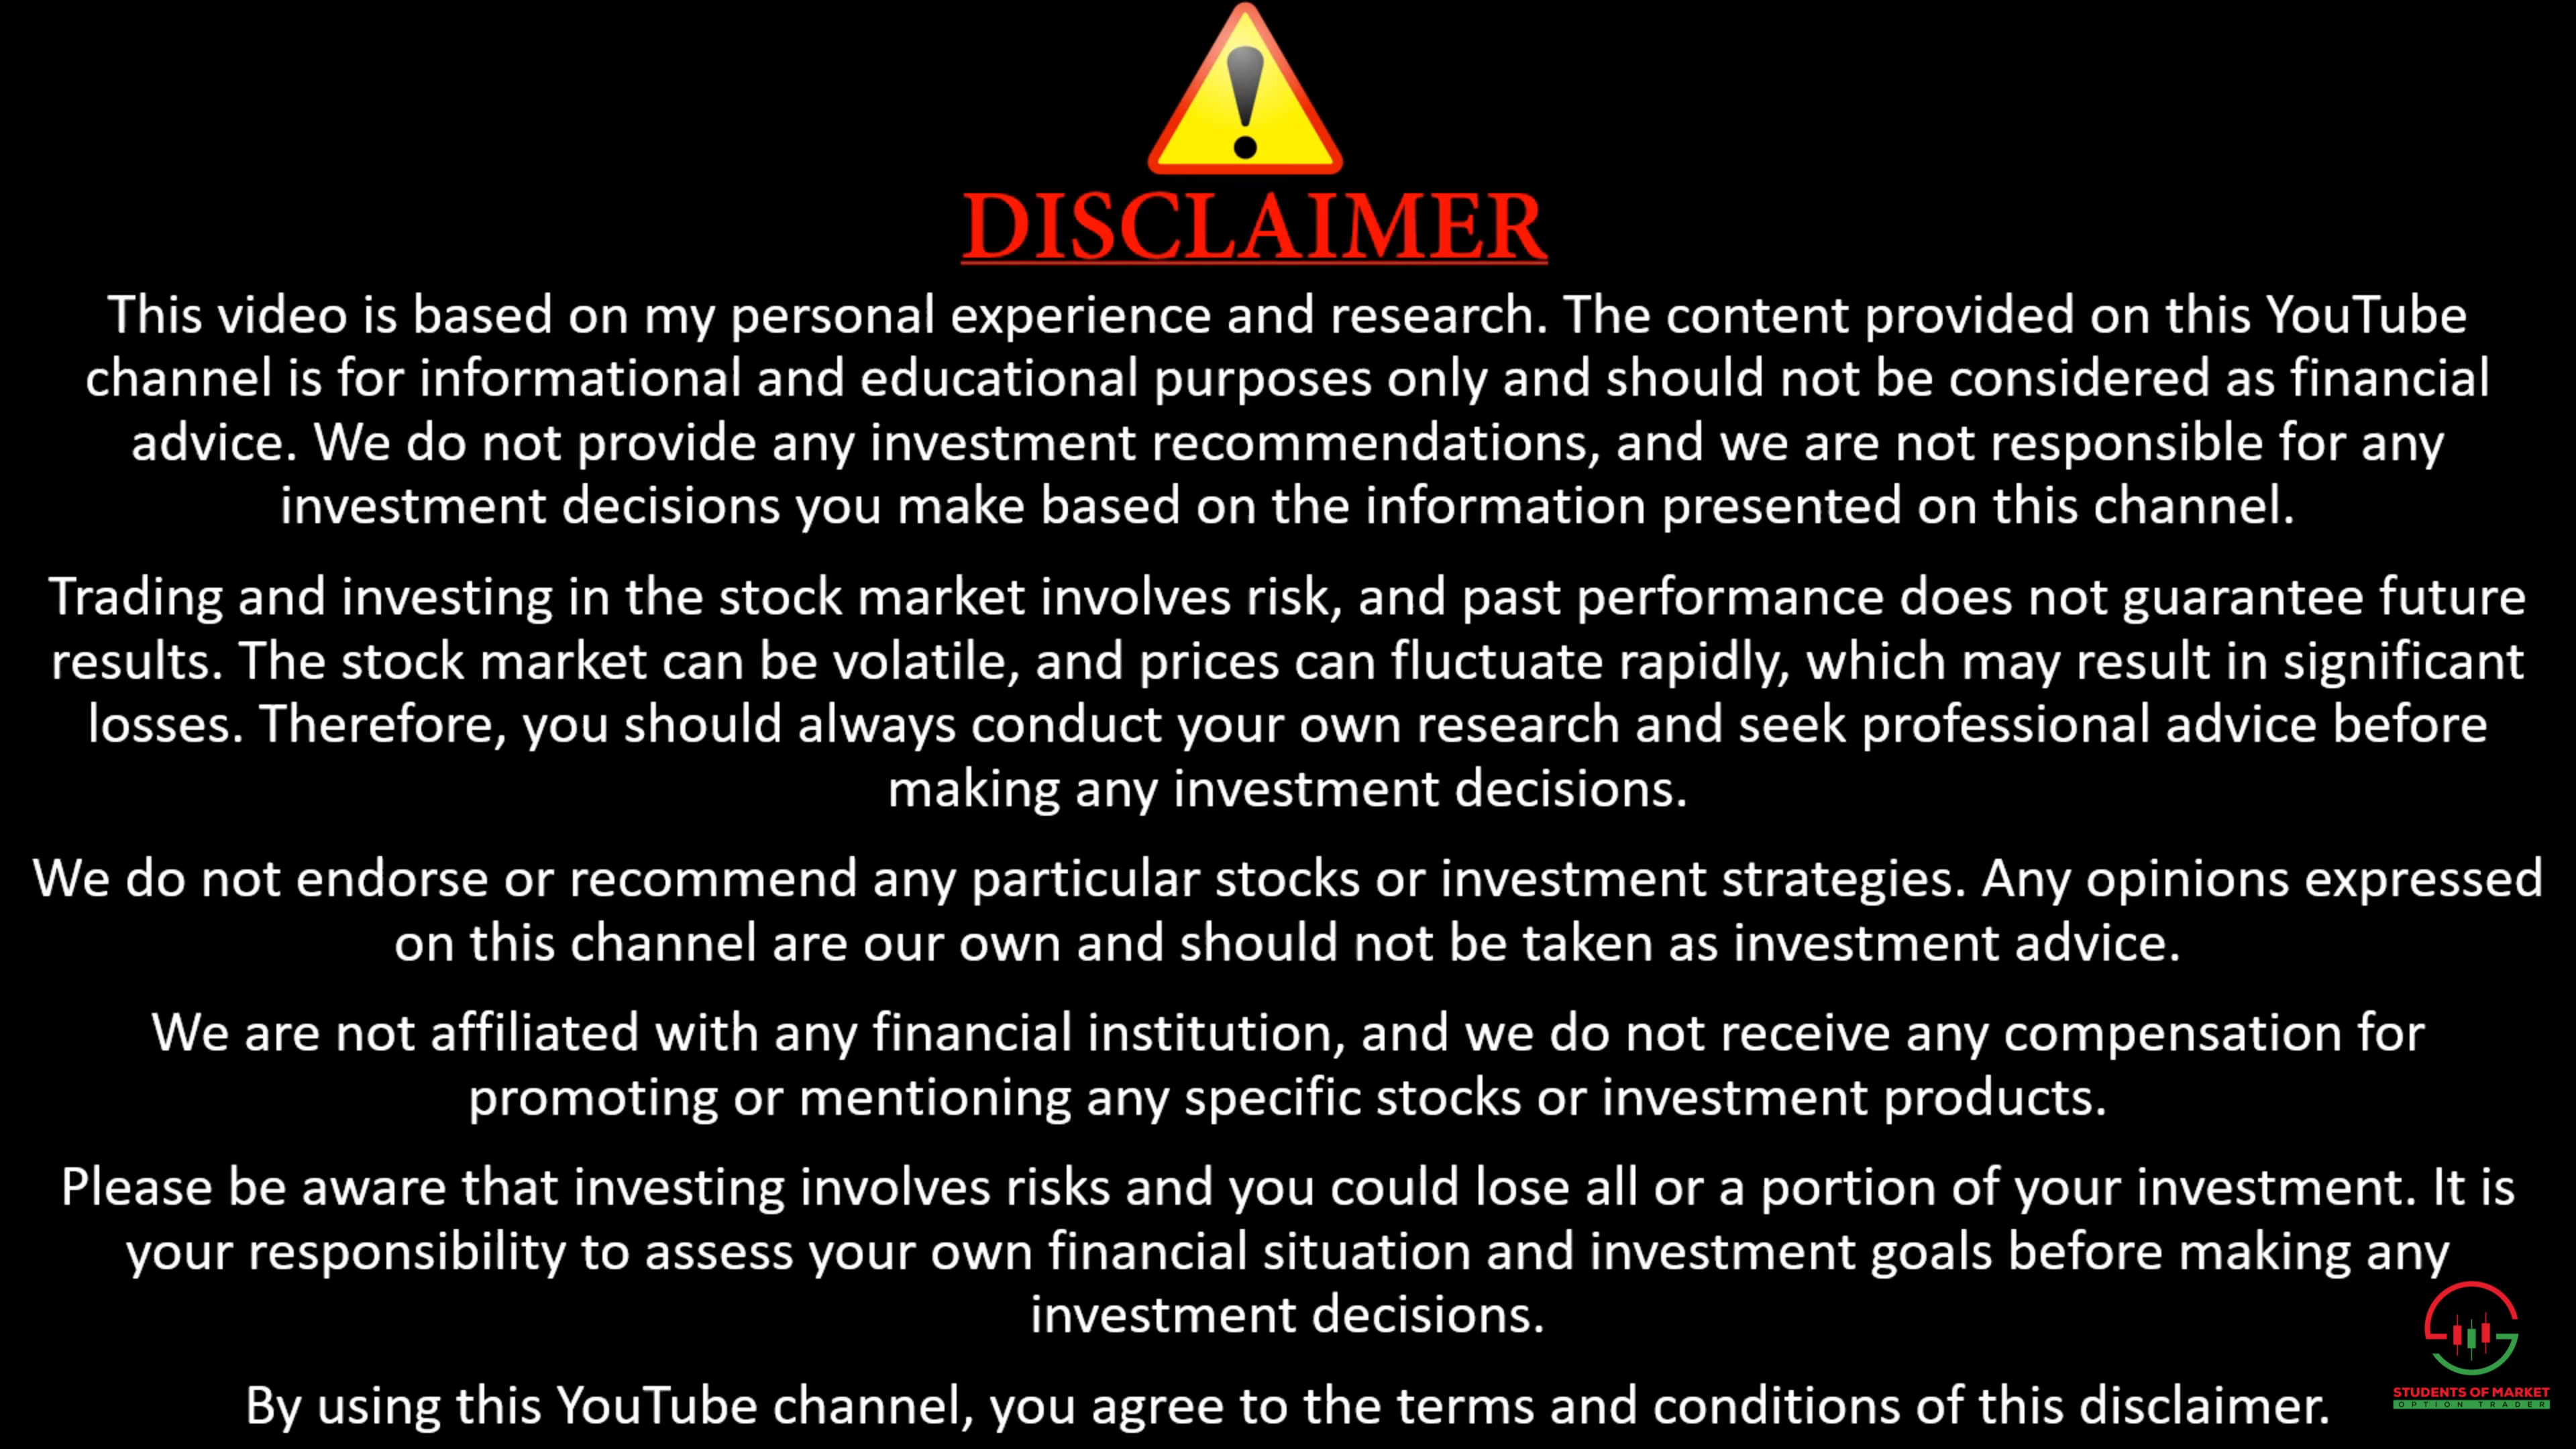 DISCLAIMER
This video is based on my personal experience and research. The content provided on this YouTube
channel is for informational and educational purposes only and should not be considered as financial
advice. We do not provide any investment recommendations, and we are not responsible for any
investment decisions you make based on the information presented on this channel.
Trading and investing in the stock market involves risk, and past performance does not guarantee future
results. The stock market can be volatile, and prices can fluctuate rapidly, which may result in significant
losses. Therefore, you should always conduct your own research and seek professional advice before
making any investment decisions.
We do not endorse or recommend any particular stocks or investment strategies. Any opinions expressed
on this channel are our own and should not be taken as investment advice.
We are not affiliated with any financial institution, and we do not receive any compensation for
promoting or mentioning any specific stocks or investment products.
Please be aware that investing involves risks and you could lose all or a portion of your investment. It is
your responsibility to assess your own financial situation and investment goals before making any
investment decisions.
By using this YouTube channel, you agree to the terms and conditions of this disclaimer.
STUDENTS OF MARKET
OPTION TRADER